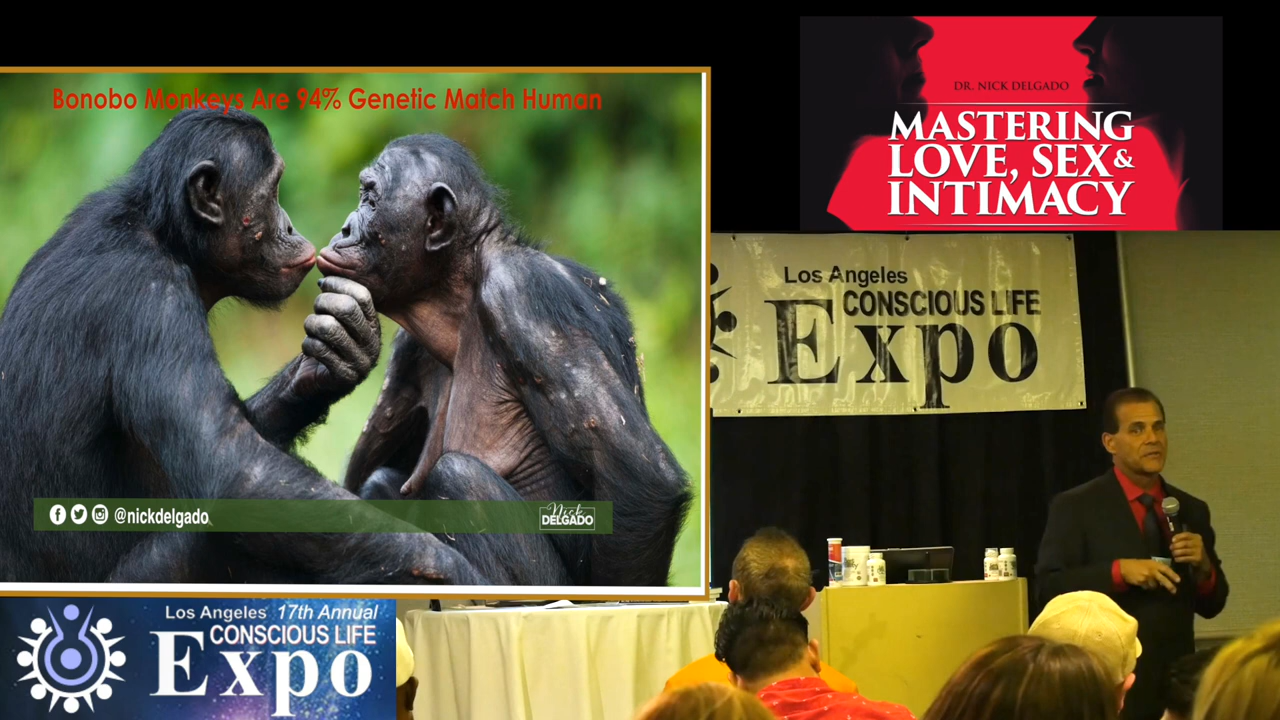 Bonobo Monkeys Are 94% Genetic Match Human
DR. NICK DELGADO
MASTERING
LOVE, SEX &
INTIMACY
Los Angeles
CONSCIOUS LIFE
Expo
@nickdelgado
Nick
DELGADO
Los Angeles 17th Annual
CONSCIOUS LIFE
Expo